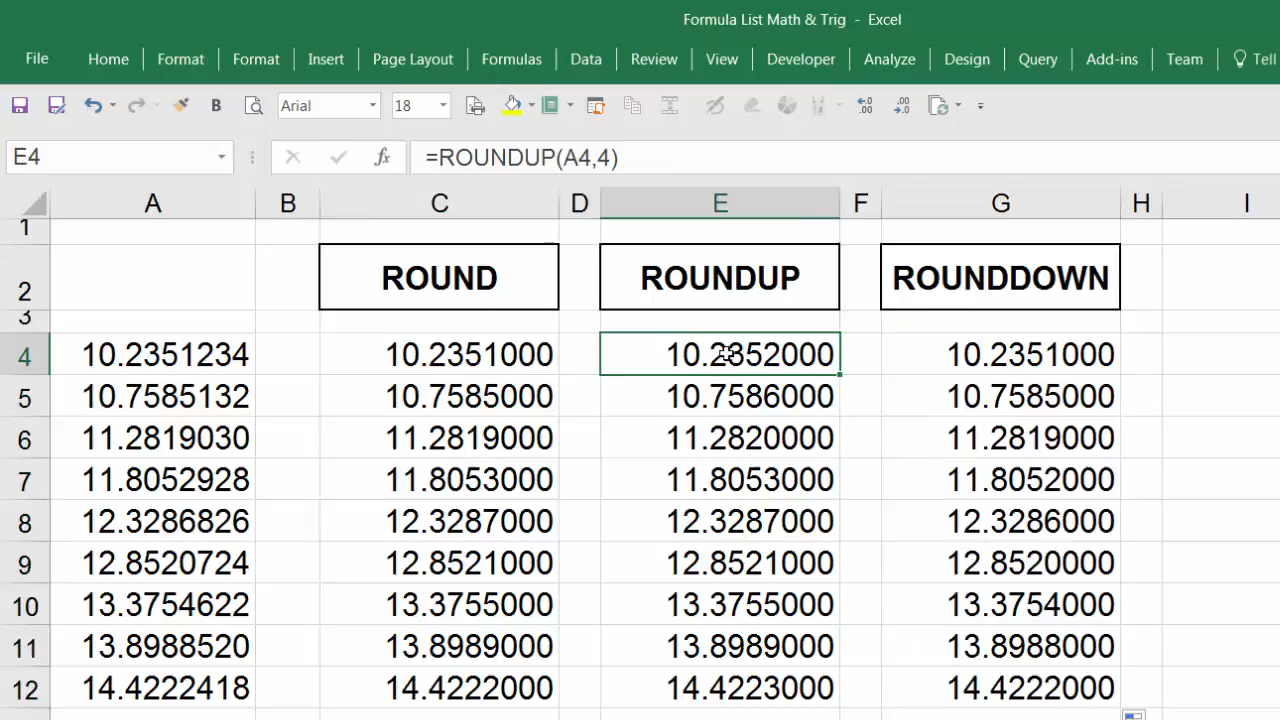 Formula List Math & Trig - Excel
File Home Format Format Insert Page Layout Formulas Data Review View Developer Analyze Design Query Add-ins Team Tell
B Arial 18
E4 fx =ROUNDUP(A4,4)
A B C D E F G H I
1
2 ROUND ROUNDUP ROUNDDOWN
3
4 10.2351234 10.2351000 10.2352000 10.2351000
5 10.7585132 10.7585000 10.7586000 10.7585000
6 11.2819030 11.2819000 11.2820000 11.2819000
7 11.8052928 11.8053000 11.8053000 11.8052000
8 12.3286826 12.3287000 12.3287000 12.3286000
9 12.8520724 12.8521000 12.8521000 12.8520000
10 13.3754622 13.3755000 13.3755000 13.3754000
11 13.8988520 13.8989000 13.8989000 13.8988000
12 14.4222418 14.4222000 14.4223000 14.4222000